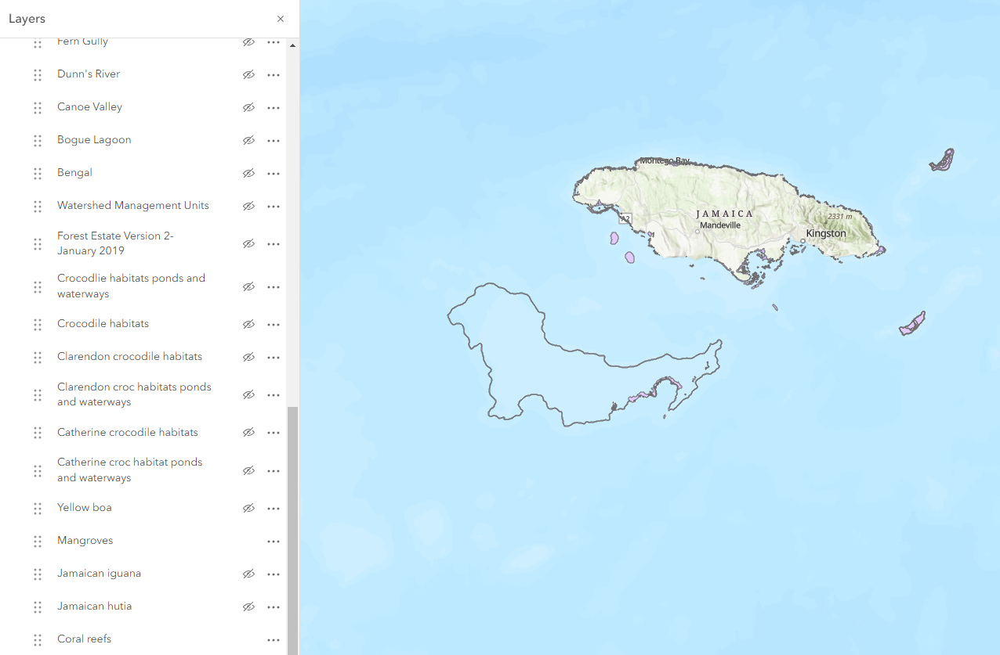 Layers
Fern Gully
Dunn's River
Canoe Valley
Bogue Lagoon
Bengal
Watershed Management Units
Forest Estate Version 2-
January 2019
Crocodlie habitats ponds and
waterways
Crocodile habitats
Clarendon crocodile habitats
Clarendon croc habitats ponds
and waterways
Catherine crocodile habitats
Catherine croc habitat ponds
and waterways
Yellow boa
Mangroves
Jamaican iguana
Jamaican hutia
Coral reefs
Montego Bay
JAMAICA
A2
2331 m
Mandeville
Kingston